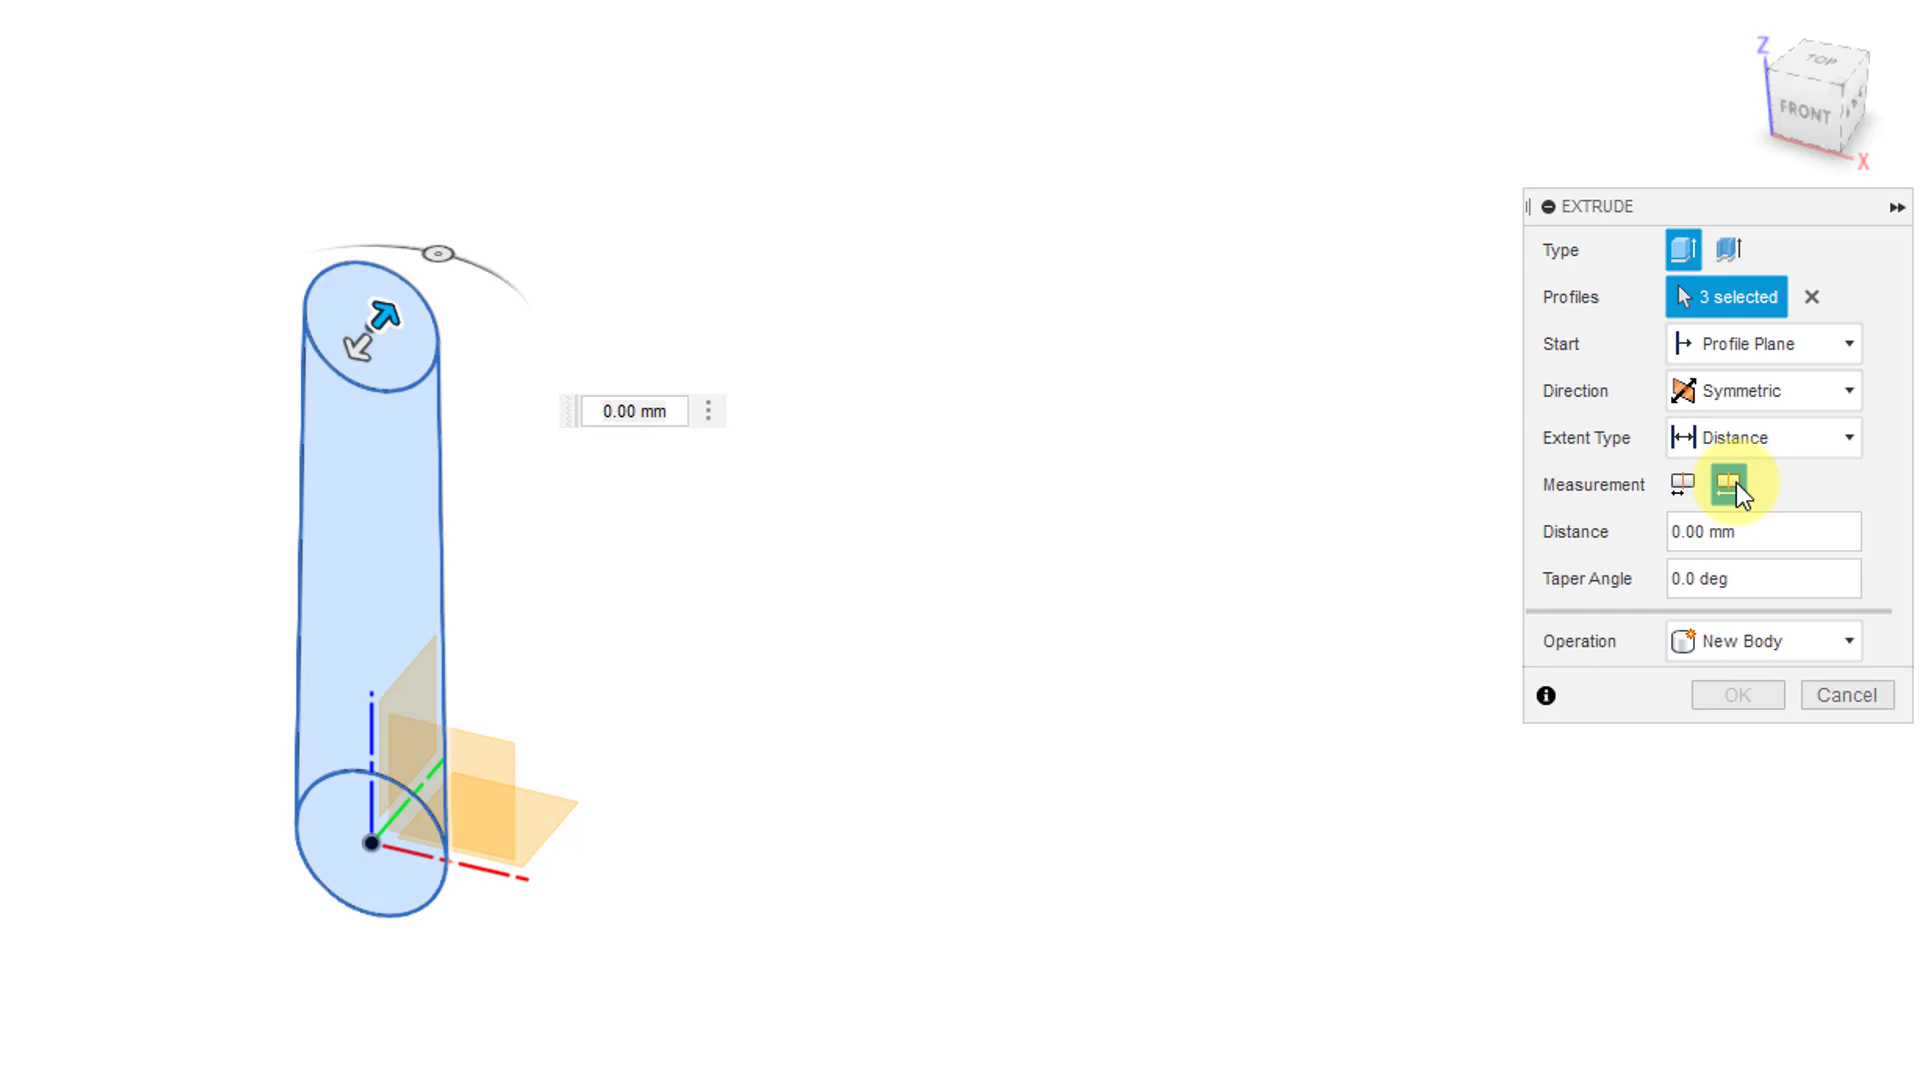 Z
TOP
FRONT
X
EXTRUDE
Type
Profiles 3 selected
Start Profile Plane
Direction Symmetric
Extent Type Distance
Measurement
Distance 0.00 mm
Taper Angle 0.0 deg
Operation New Body
OK Cancel
0.00 mm